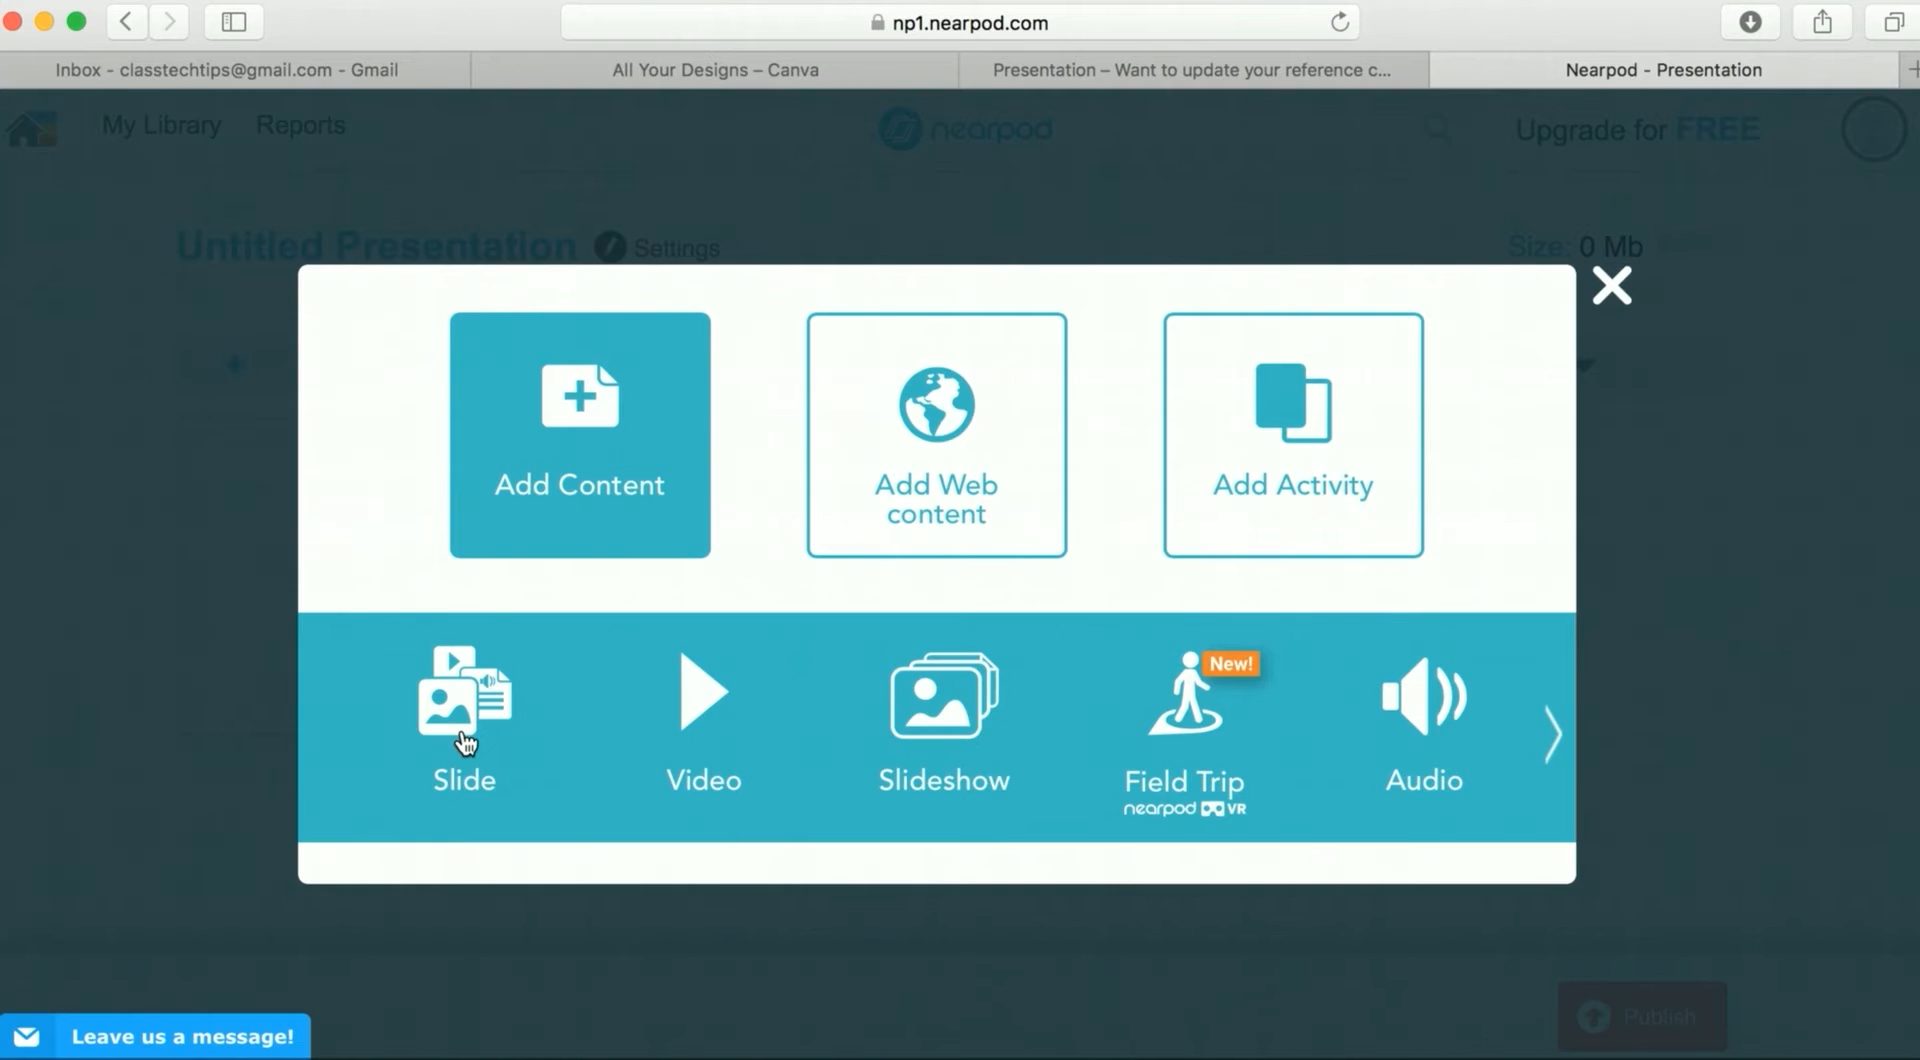 np1.nearpod.com
Inbox - classtechtips@gmail.com - Gmail
All Your Designs – Canva
Presentation – Want to update your reference c...
Nearpod - Presentation
My Library
Reports
nearpod
Upgrade for FREE
Untitled Presentation
Settings
Size: 0 Mb
Add Content
Add Web
content
Add Activity
New!
Slide
Video
Slideshow
Field Trip
nearpod VR
Audio
Publish
Leave us a message!